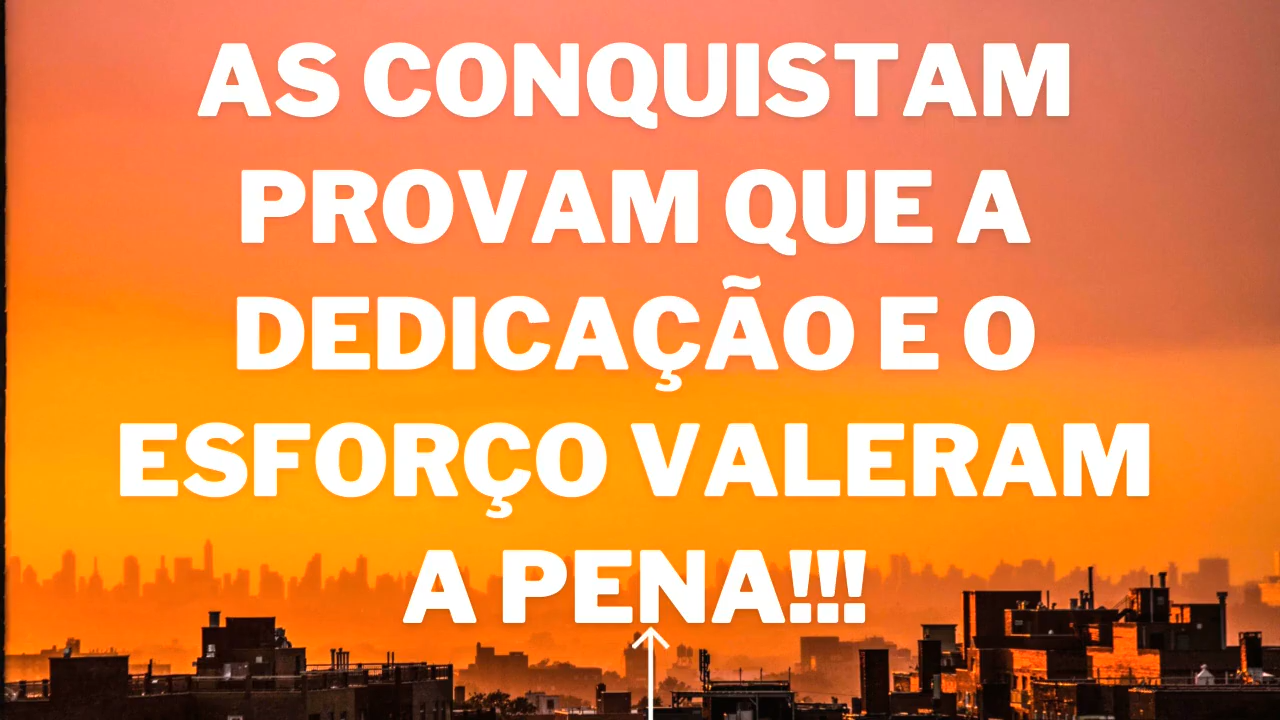 AS CONQUISTAM
PROVAM QUE A
DEDICAÇÃO E O
ESFORÇO VALERAM
A PENA!!!